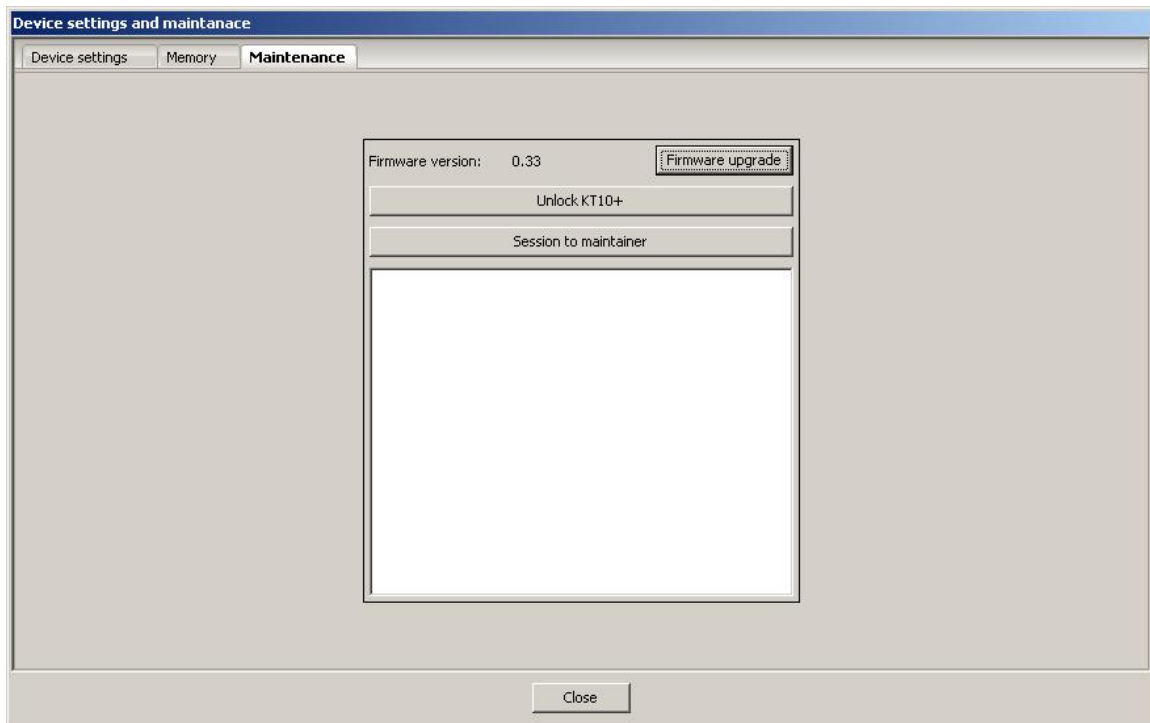 Device settings and maintanace
Device settings Memory Maintenance
Firmware version: 0.33 Firmware upgrade
Unlock KT10+
Session to maintainer
Close